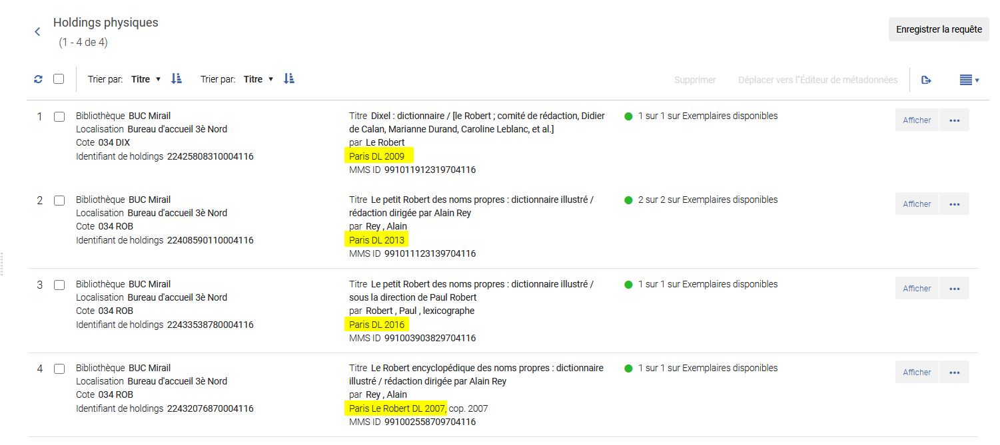 Holdings physiques
(1 - 4 de 4)
Enregistrer la requête
Trier par: Titre Trier par: Titre
Supprimer Déplacer vers l'Éditeur de métadonnées
1 Bibliothèque BUC Mirail
Localisation Bureau d'accueil 3è Nord
Cote 034 DIX
Identifiant de holdings 22425808310004116
Titre Dixel : dictionnaire / [le Robert ; comité de rédaction, Didier
de Calan, Marianne Durand, Caroline Leblanc, et al.]
par Le Robert
Paris DL 2009
MMS ID 991011912319704116
1 sur 1 sur Exemplaires disponibles
Afficher
2 Bibliothèque BUC Mirail
Localisation Bureau d'accueil 3è Nord
Cote 034 ROB
Identifiant de holdings 22408590110004116
Titre Le petit Robert des noms propres : dictionnaire illustré /
rédaction dirigée par Alain Rey
par Rey , Alain
Paris DL 2013
MMS ID 991011123139704116
2 sur 2 sur Exemplaires disponibles
Afficher
3 Bibliothèque BUC Mirail
Localisation Bureau d'accueil 3è Nord
Cote 034 ROB
Identifiant de holdings 22433538780004116
Titre Le petit Robert des noms propres : dictionnaire illustré /
sous la direction de Paul Robert
par Robert , Paul , lexicographe
Paris DL 2016
MMS ID 991003903829704116
1 sur 1 sur Exemplaires disponibles
Afficher
4 Bibliothèque BUC Mirail
Localisation Bureau d'accueil 3è Nord
Cote 034 ROB
Identifiant de holdings 22432076870004116
Titre Le Robert encyclopédique des noms propres : dictionnaire
illustré / rédaction dirigée par Alain Rey
par Rey , Alain
Paris Le Robert DL 2007, cop. 2007
MMS ID 991002558709704116
1 sur 1 sur Exemplaires disponibles
Afficher